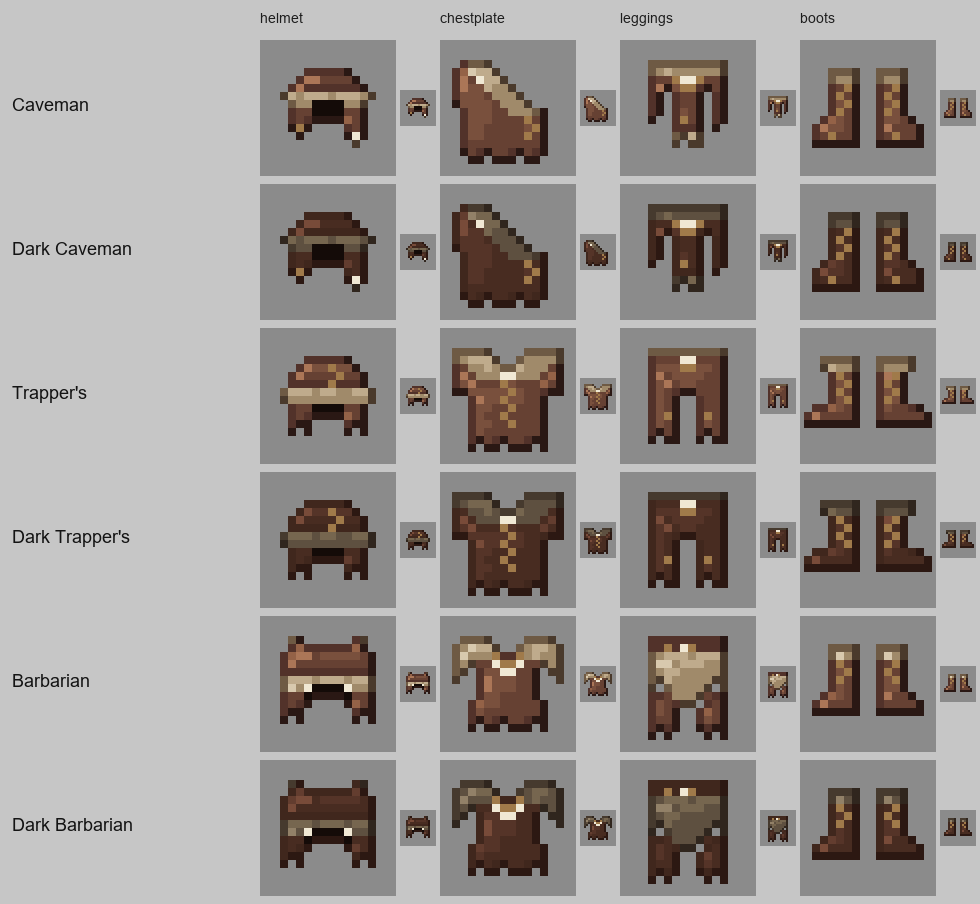 helmet chestplate leggings boots
Caveman
Dark Caveman
Trapper's
Dark Trapper's
Barbarian
Dark Barbarian